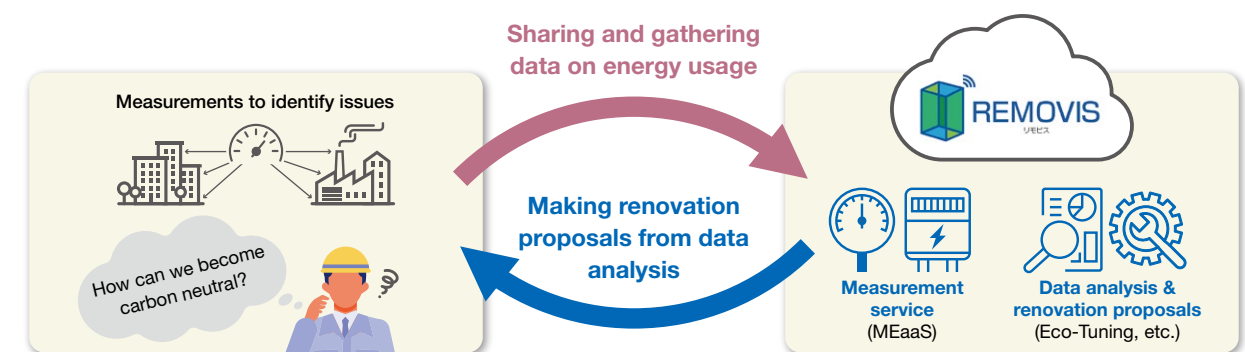 Sharing and gathering
data on energy usage
Measurements to identify issues
How can we become
carbon neutral?
Making renovation
proposals from data
analysis
REMOVIS
リモビス
Measurement
service
(MEaaS)
Data analysis &
renovation proposals
(Eco-Tuning, etc.)